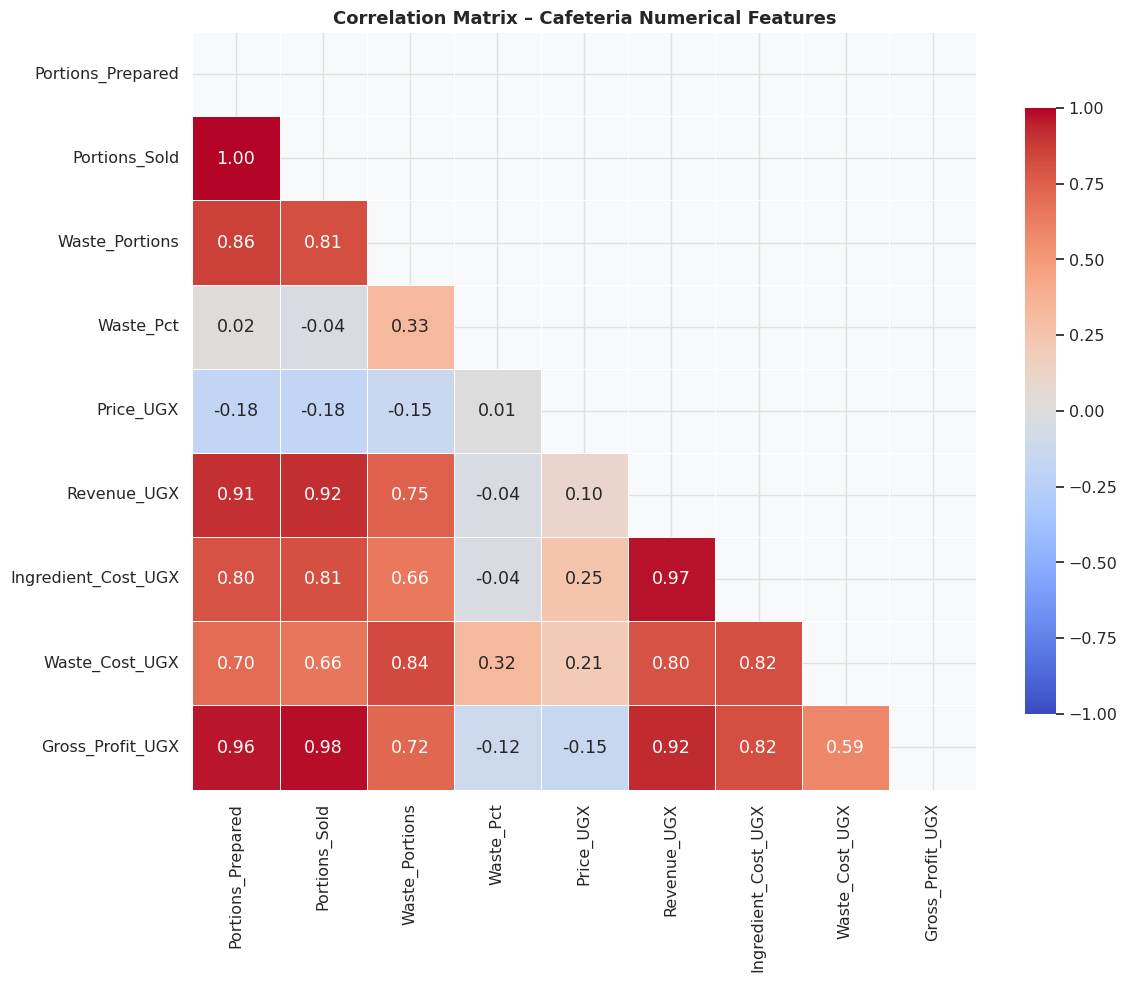 Correlation Matrix – Cafeteria Numerical Features
Portions_Prepared
Portions_Sold 1.00
Waste_Portions 0.86 0.81
Waste_Pct 0.02 -0.04 0.33
Price_UGX -0.18 -0.18 -0.15 0.01
Revenue_UGX 0.91 0.92 0.75 -0.04 0.10
Ingredient_Cost_UGX 0.80 0.81 0.66 -0.04 0.25 0.97
Waste_Cost_UGX 0.70 0.66 0.84 0.32 0.21 0.80 0.82
Gross_Profit_UGX 0.96 0.98 0.72 -0.12 -0.15 0.92 0.82 0.59
Portions_Prepared
Portions_Sold
Waste_Portions
Waste_Pct
Price_UGX
Revenue_UGX
Ingredient_Cost_UGX
Waste_Cost_UGX
Gross_Profit_UGX
1.00
0.75
0.50
0.25
0.00
−0.25
−0.50
−0.75
−1.00